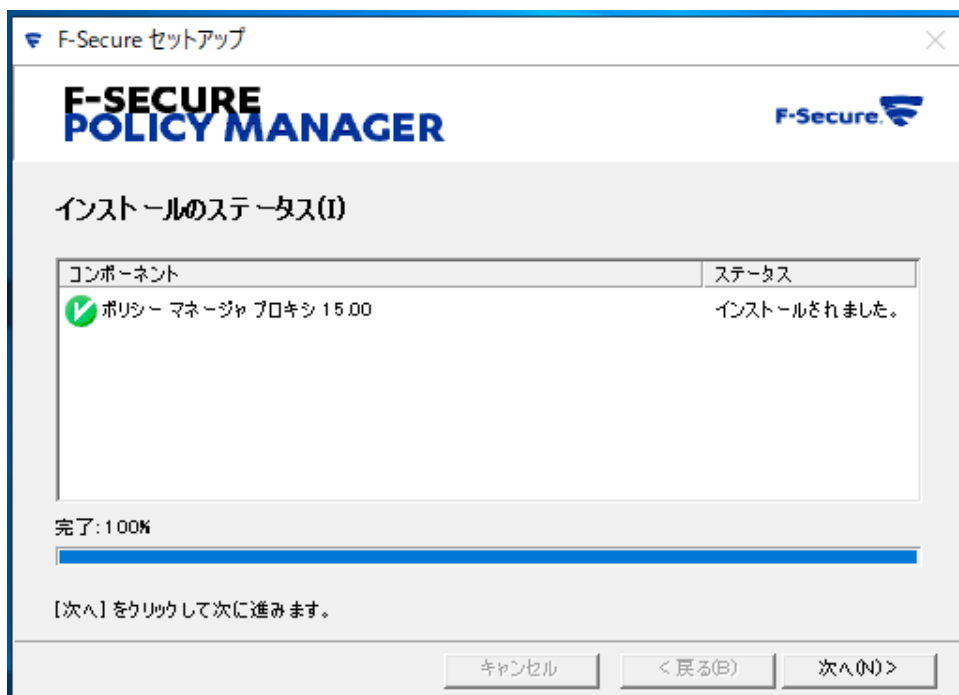 F-Secure セットアップ
F-SECURE
POLICY MANAGER
F-Secure.
インストールのステータス(I)
コンポーネント ステータス
ポリシー マネージャ プロキシ 15.00 インストールされました。
完了:100%
[次へ] をクリックして次に進みます。
キャンセル < 戻る(B) 次へ(N) >